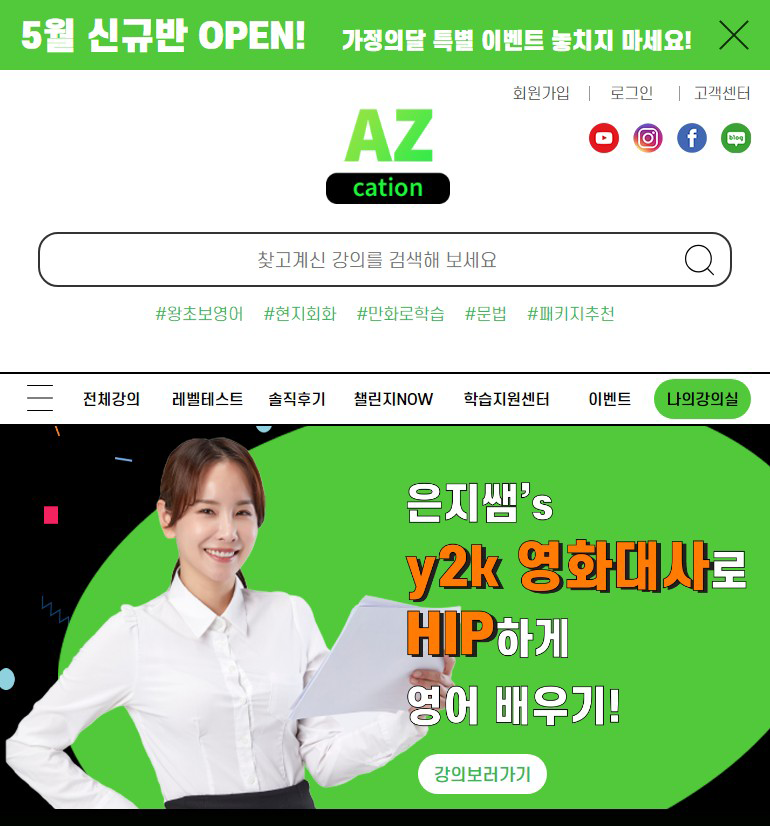 5월 신규반 OPEN! 가정의달 특별 이벤트 놓치지 마세요!
회원가입 | 로그인 | 고객센터
AZ
cation
blog
찾고계신 강의를 검색해 보세요
#왕초보영어 #현지회화 #만화로학습 #문법 #패키지추천
전체강의 레벨테스트 솔직후기 챌린지NOW 학습지원센터 이벤트 나의강의실
은지쌤’s
y2k 영화대사로
HIP하게
영어 배우기!
강의보러가기